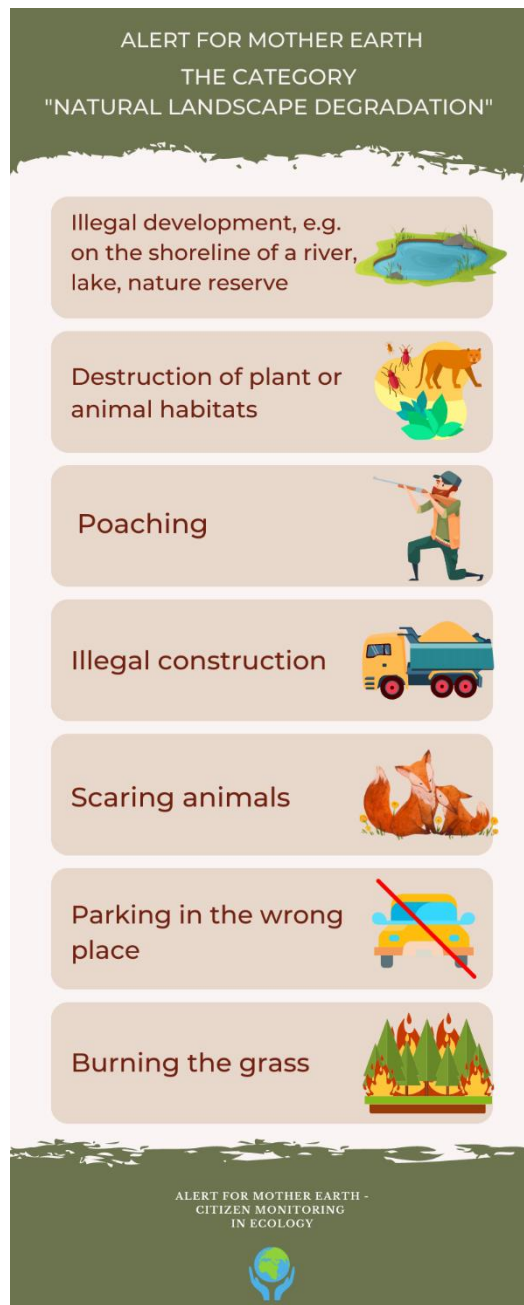 ALERT FOR MOTHER EARTH
THE CATEGORY
"NATURAL LANDSCAPE DEGRADATION"
Illegal development, e.g.
on the shoreline of a river,
lake, nature reserve
Destruction of plant or
animal habitats
Poaching
Illegal construction
Scaring animals
Parking in the wrong
place
Burning the grass
ALERT FOR MOTHER EARTH -
CITIZEN MONITORING
IN ECOLOGY